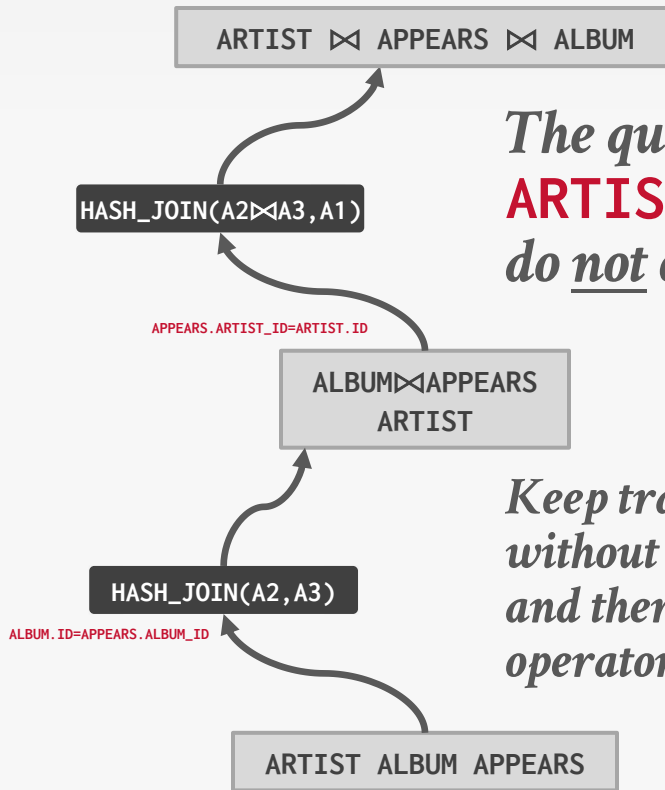 ARTIST ⋈ APPEARS ⋈ ALBUM
The qu
ARTIS
do not
HASH_JOIN(A2⋈A3,A1)
APPEARS.ARTIST_ID=ARTIST.ID
ALBUM⋈APPEARS
ARTIST
Keep tra
without
and then
operator
HASH_JOIN(A2,A3)
ALBUM.ID=APPEARS.ALBUM_ID
ARTIST ALBUM APPEARS